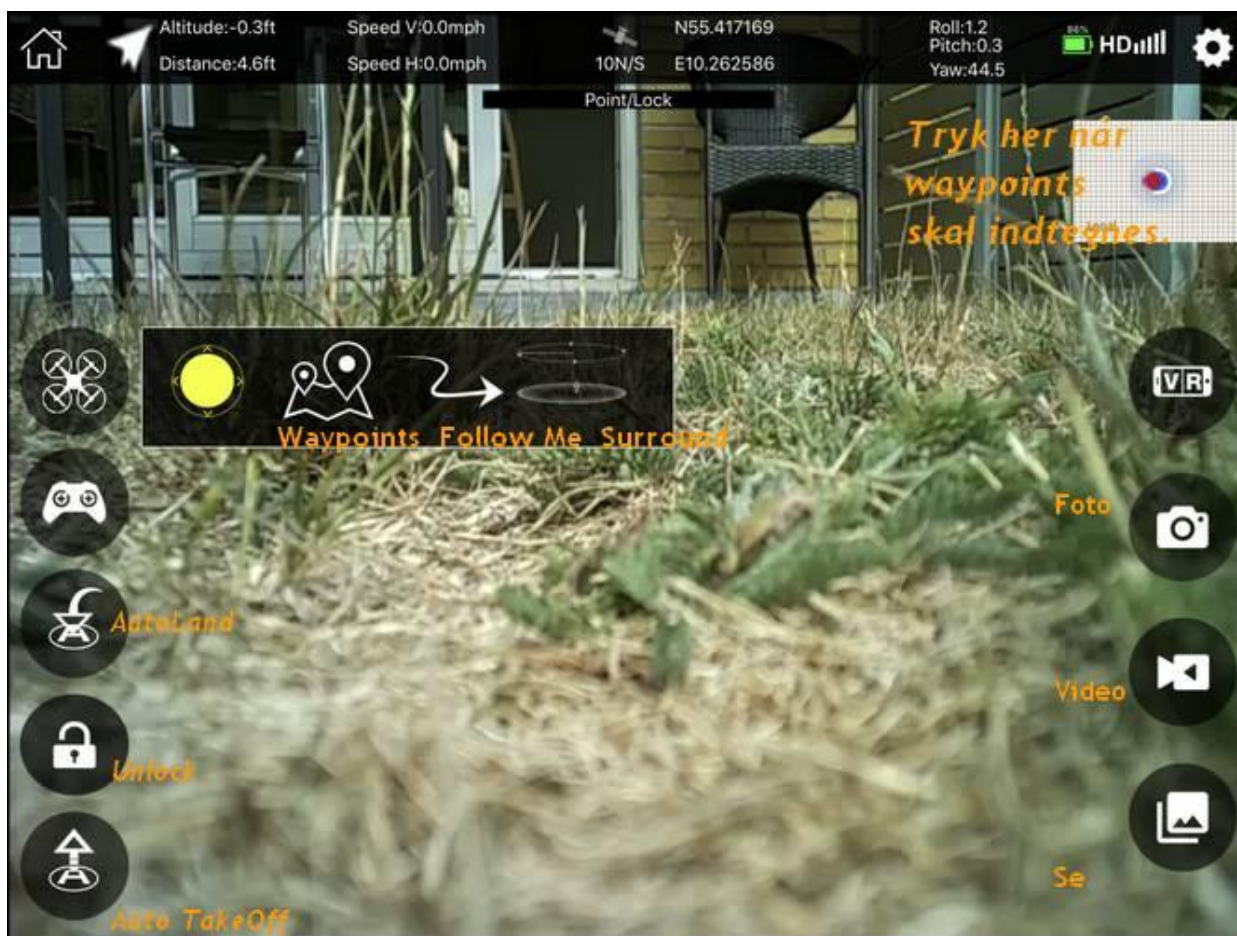 Altitude:-0.3ft Speed V:0.0mph N55.417169 Roll:1.2 86%
Pitch:0.3 HD
Distance:4.6ft Speed H:0.0mph 10N/S E10.262586 Yaw:44.5
Point/Lock
Tryk her når
waypoints
skal indtegnes.
VR
Waypoints Follow Me Surround
Foto
AutoLand
Video
Unlock
Se
Auto TakeOff